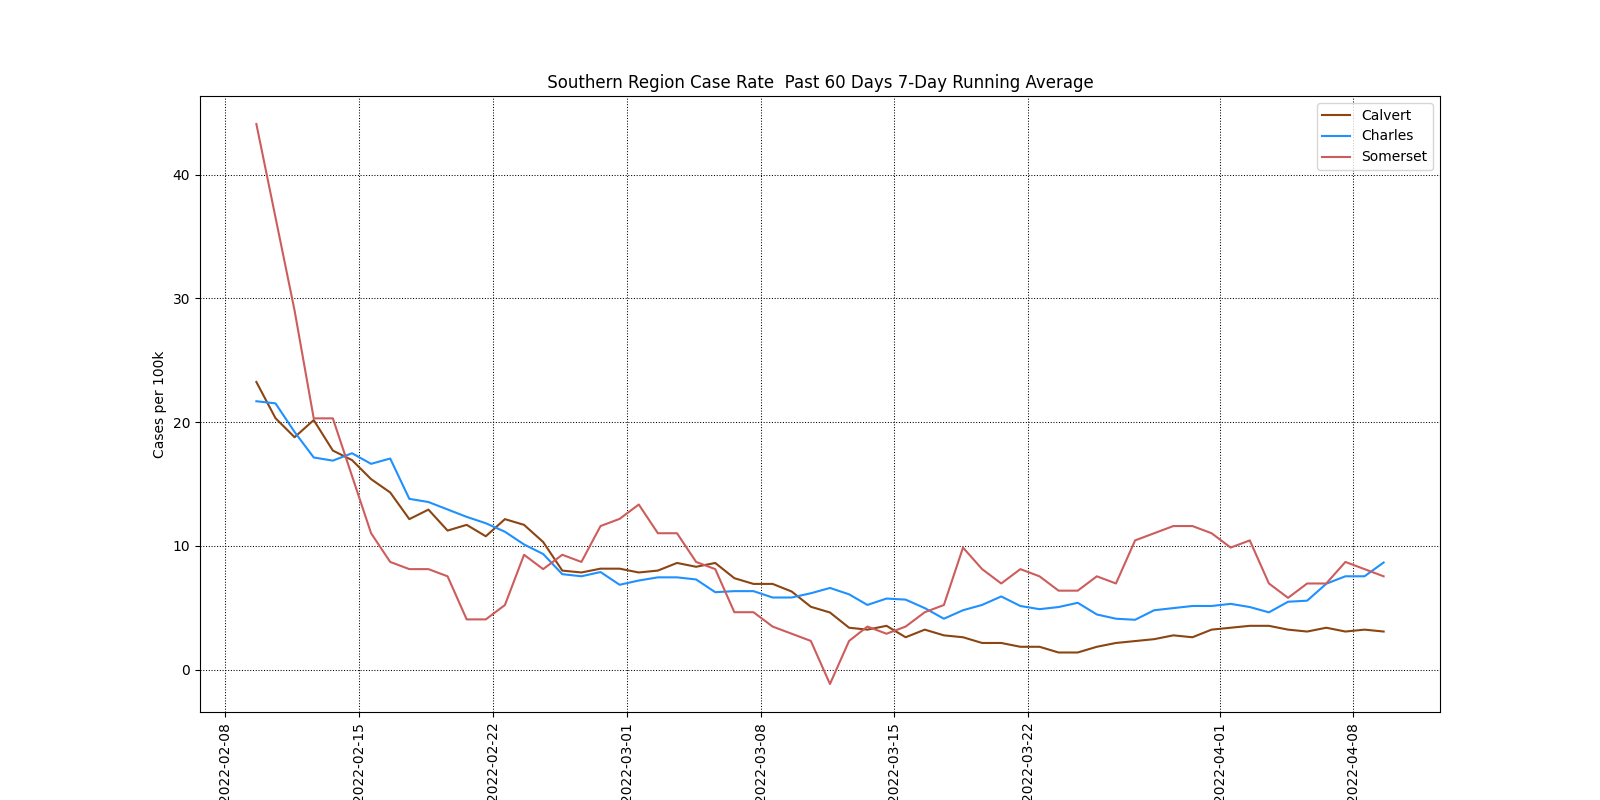 Southern Region Case Rate  Past 60 Days 7-Day Running Average
Calvert
Charles
Somerset
Cases per 100k
40
30
20
10
0
2022-02-08
2022-02-15
2022-02-22
2022-03-01
2022-03-08
2022-03-15
2022-03-22
2022-04-01
2022-04-08